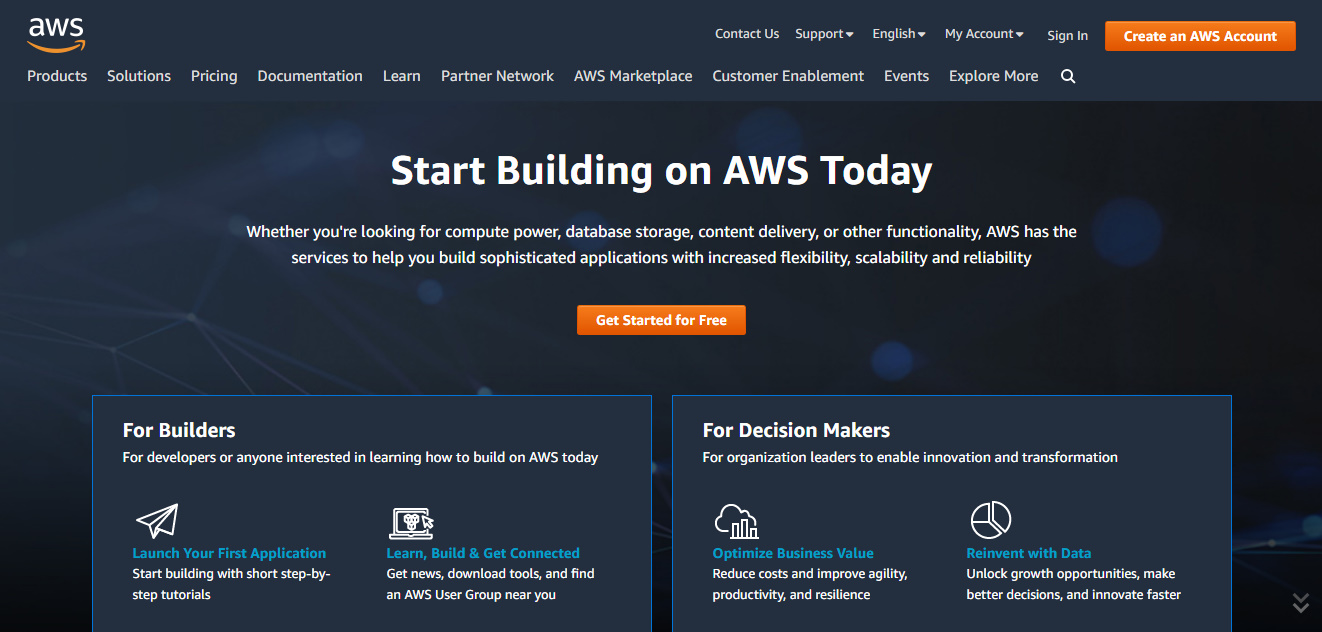 aws
Contact Us Support English My Account Sign In Create an AWS Account
Products Solutions Pricing Documentation Learn Partner Network AWS Marketplace Customer Enablement Events Explore More
Start Building on AWS Today
Whether you're looking for compute power, database storage, content delivery, or other functionality, AWS has the
services to help you build sophisticated applications with increased flexibility, scalability and reliability
Get Started for Free
For Builders
For developers or anyone interested in learning how to build on AWS today
Launch Your First Application
Start building with short step-by-
step tutorials
Learn, Build & Get Connected
Get news, download tools, and find
an AWS User Group near you
For Decision Makers
For organization leaders to enable innovation and transformation
Optimize Business Value
Reduce costs and improve agility,
productivity, and resilience
Reinvent with Data
Unlock growth opportunities, make
better decisions, and innovate faster